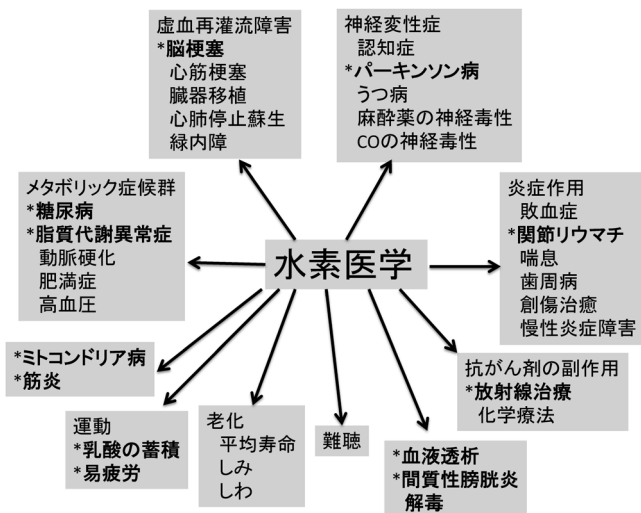 虚血再灌流障害
*脳梗塞
心筋梗塞
臓器移植
心肺停止蘇生
緑内障
神経変性症
認知症
*パーキンソン病
うつ病
麻酔薬の神経毒性
COの神経毒性
メタボリック症候群
*糖尿病
*脂質代謝異常症
動脈硬化
肥満症
高血圧
水素医学
炎症作用
敗血症
*関節リウマチ
喘息
歯周病
創傷治癒
慢性炎症障害
*ミトコンドリア病
*筋炎
運動
*乳酸の蓄積
*易疲労
老化
平均寿命
しみ
しわ
難聴
*血液透析
*間質性膀胱炎
解毒
抗がん剤の副作用
*放射線治療
化学療法